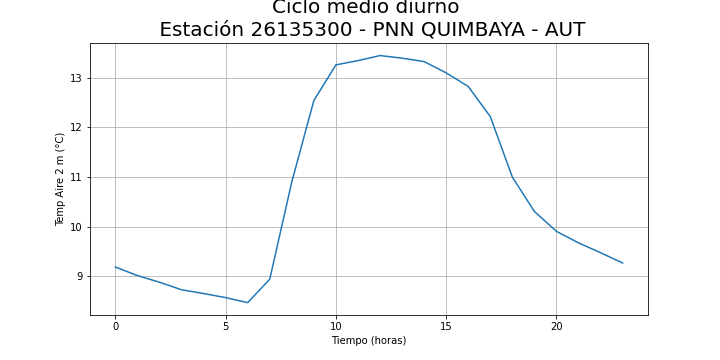 Ciclo medio diurno
Estación 26135300 - PNN QUIMBAYA - AUT
Temp Aire 2 m (°C)
13
12
11
10
9
0
5
10
15
20
Tiempo (horas)